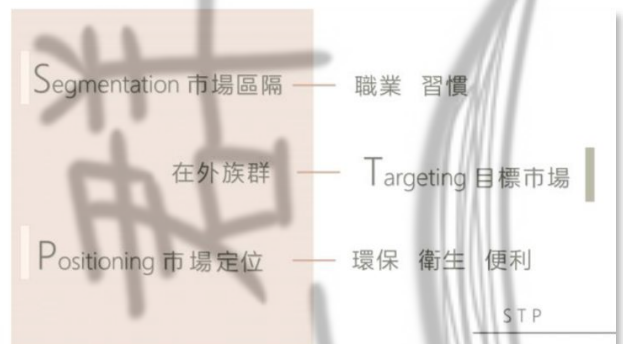 Segmentation 市場區隔 — 職業 習慣
在外族群 — Targeting 目標市場
Positioning 市場定位 — 環保 衛生 便利
STP